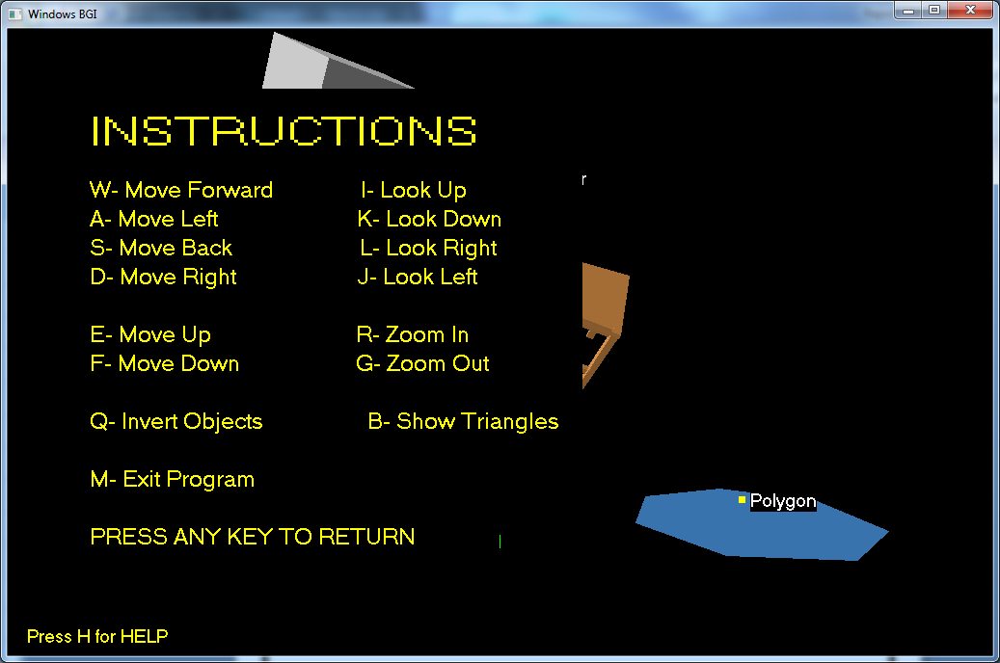 Windows BGI
INSTRUCTIONS
W- Move Forward I- Look Up
A- Move Left K- Look Down
S- Move Back L- Look Right
D- Move Right J- Look Left
E- Move Up R- Zoom In
F- Move Down G- Zoom Out
Q- Invert Objects B- Show Triangles
M- Exit Program
PRESS ANY KEY TO RETURN
r
Polygon
Press H for HELP